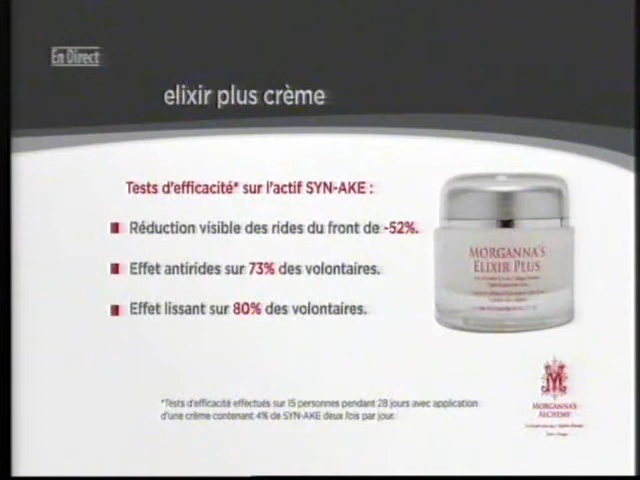 En Direct
elixir plus crème
Tests d'efficacité* sur l'actif SYN-AKE :
Réduction visible des rides du front de -52%.
Effet antirides sur 73% des volontaires.
Effet lissant sur 80% des volontaires.
MORGANNA'S
ELIXIR PLUS
*Tests d'efficacité effectués sur 15 personnes pendant 28 jours avec application
d'une crème contenant 4% de SYN-AKE deux fois par jour.
MORGANNA'S
ALCHEMY